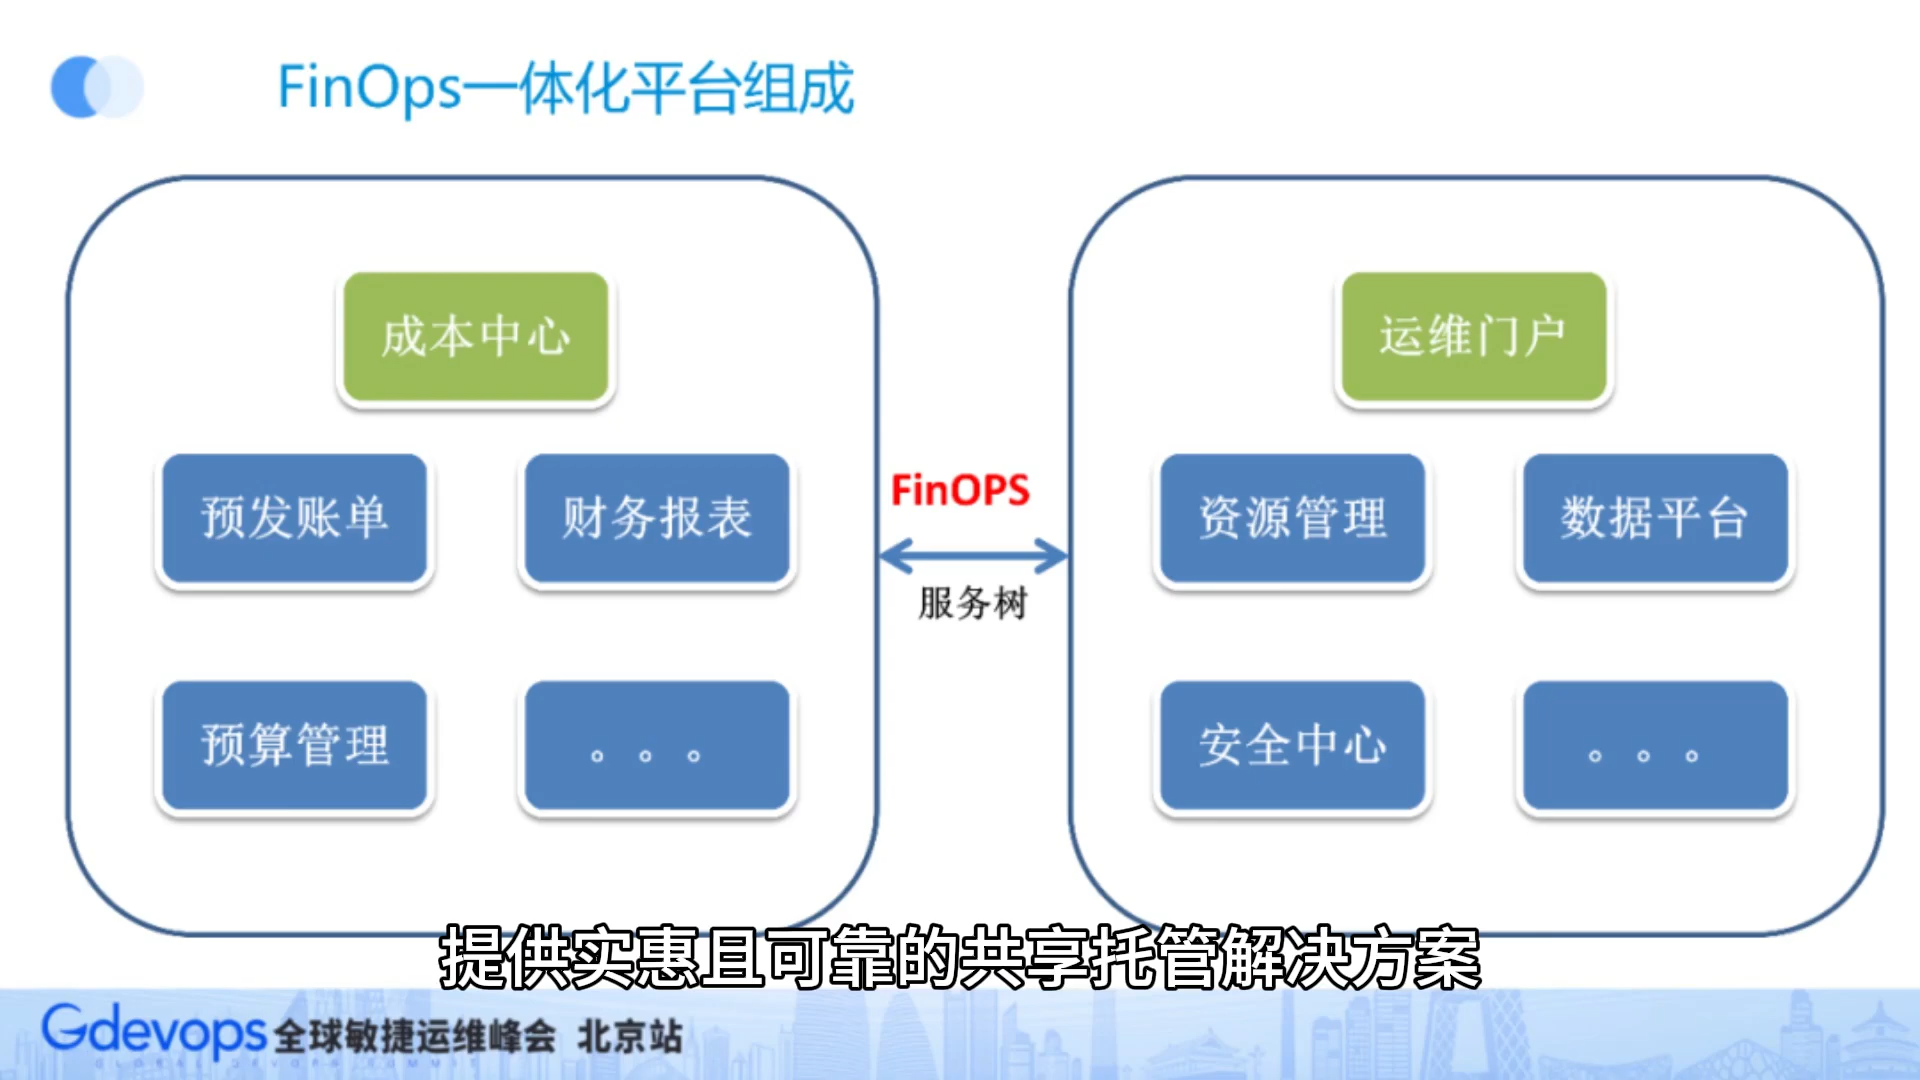 FinOps一体化平台组成
成本中心
预发账单
财务报表
预算管理
。。。
FinOPS
服务树
运维门户
资源管理
数据平台
安全中心
。。。
提供实惠且可靠的共享托管解决方案
Gdevops全球敏捷运维峰会 北京站
GLOBAL DEVOPS SUMMIT